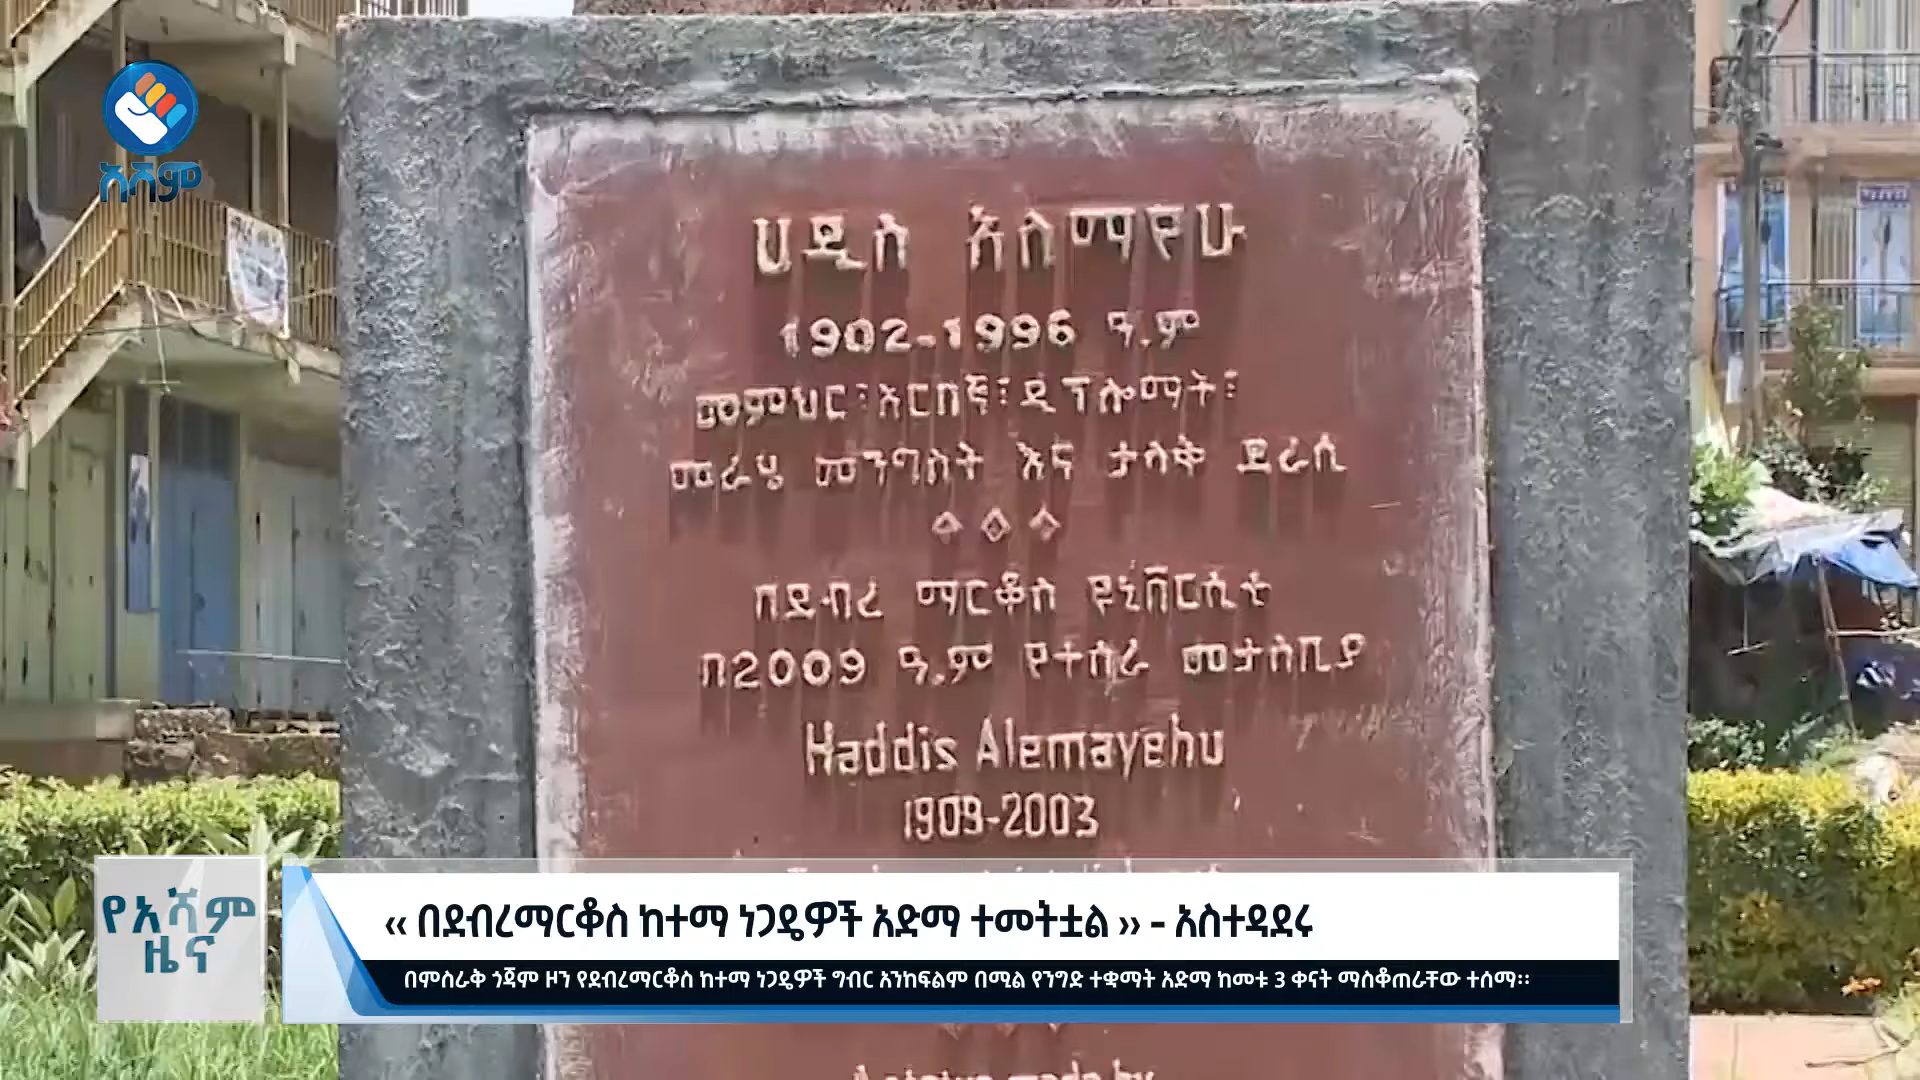 አሻም
ሀዲስ አለማየሁ
1902-1996 ዓ.ም
መምህር፣አርበኛ፣ዲፕሎማት፣
መራሄ መንግስት እና ታላቅ ደራሲ
በደብረ ማርቆስ ዩኒቨርሲቲ
በ2009 ዓ.ም የተሰራ መታሰቢያ
Haddis Alemayehu
1909-2003
የአሻም
ዜና
‹‹ በደብረማርቆስ ከተማ ነጋዴዎች አድማ ተመትቷል ›› - አስተዳደሩ
በምስራቅ ጎጃም ዞን የደብረማርቆስ ከተማ ነጋዴዎች ግብር አንከፍልም በሚል የንግድ ተቋማት አድማ ከመቱ 3 ቀናት ማስቆጠራቸው ተሰማ።